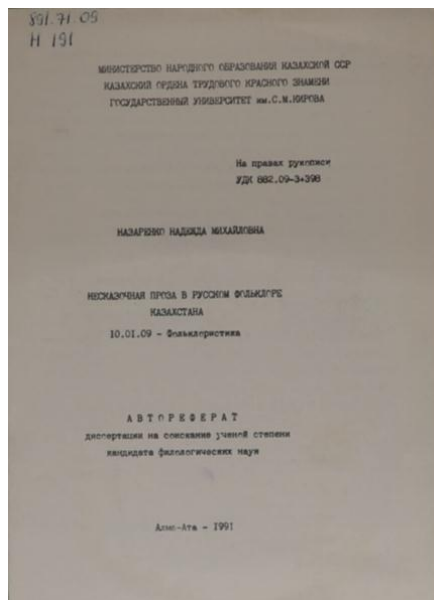 891.71.09
Н 191
МИНИСТЕРСТВО НАРОДНОГО ОБРАЗОВАНИЯ КАЗАХСКОЙ ССР
КАЗАХСКИЙ ОРДЕНА ТРУДОВОГО КРАСНОГО ЗНАМЕНИ
ГОСУДАРСТВЕННЫЙ УНИВЕРСИТЕТ им.С.М.КИРОВА
На правах рукописи
УДК 882.09-3+398
НАЗАРЕНКО НАДЕЖДА МИХАЙЛОВНА
НЕСКАЗОЧНАЯ ПРОЗА В РУССКОМ ФОЛЬКЛОРЕ
КАЗАХСТАНА
10.01.09 - Фольклористика
АВТОРЕФЕРАТ
диссертации на соискание ученой степени
кандидата филологических наук
Алма-Ата - 1991